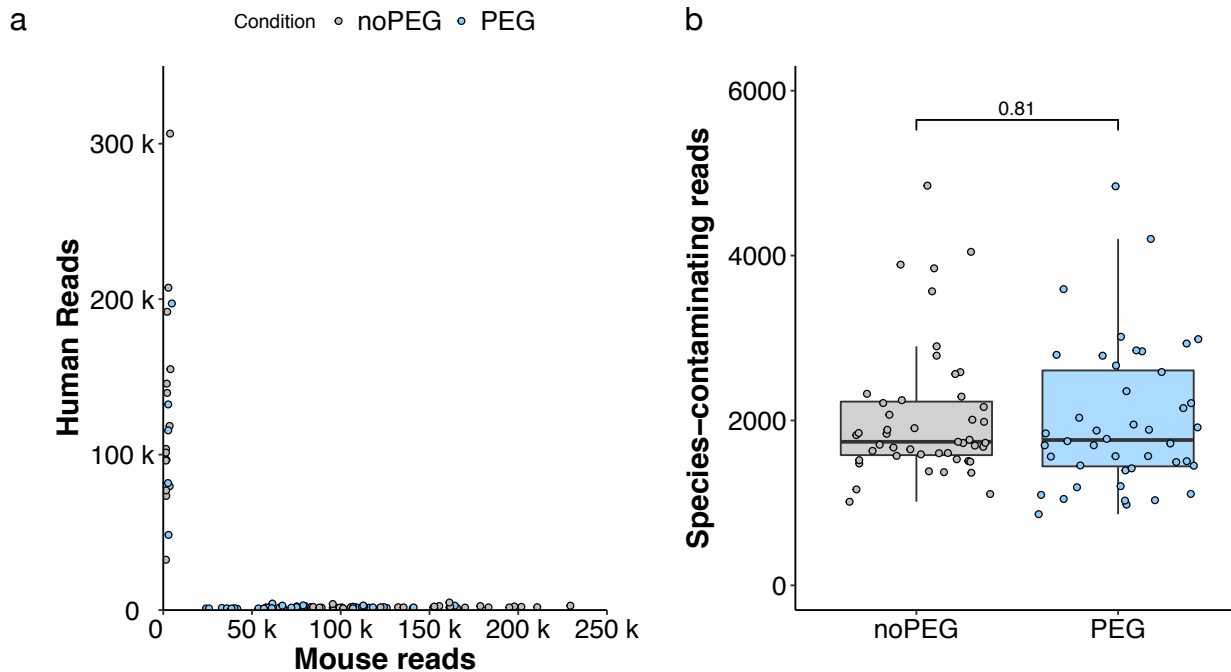 a
Condition noPEG PEG
Human Reads
300 k
200 k
100 k
0
0 50 k 100 k 150 k 200 k 250 k
Mouse reads
b
Species−contaminating reads
6000
4000
2000
0
0.81
noPEG PEG